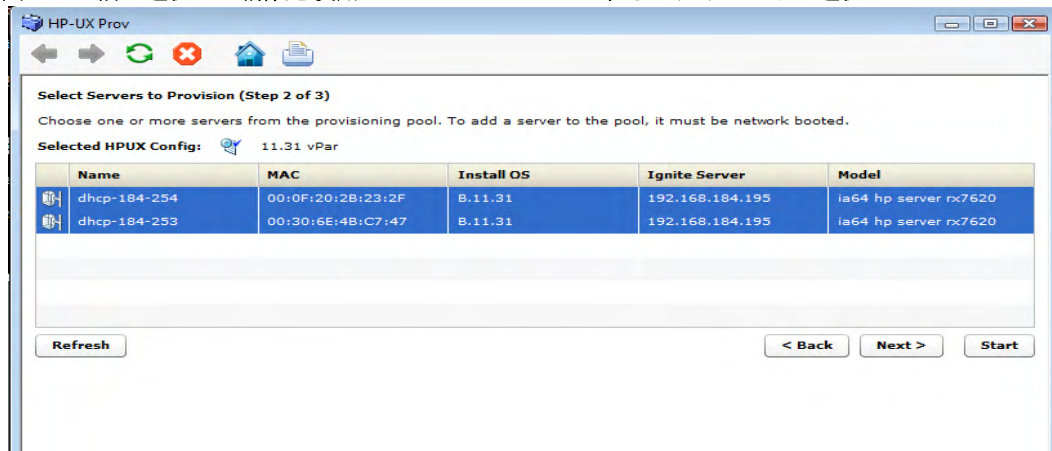 HP-UX Prov
Select Servers to Provision (Step 2 of 3)
Choose one or more servers from the provisioning pool. To add a server to the pool, it must be network booted.
Selected HPUX Config: 11.31 vPar
Name MAC Install OS Ignite Server Model
dhcp-184-254 00:0F:20:2B:23:2F B.11.31 192.168.184.195 ia64 hp server rx7620
dhcp-184-253 00:30:6E:4B:C7:47 B.11.31 192.168.184.195 ia64 hp server rx7620
Refresh < Back Next > Start